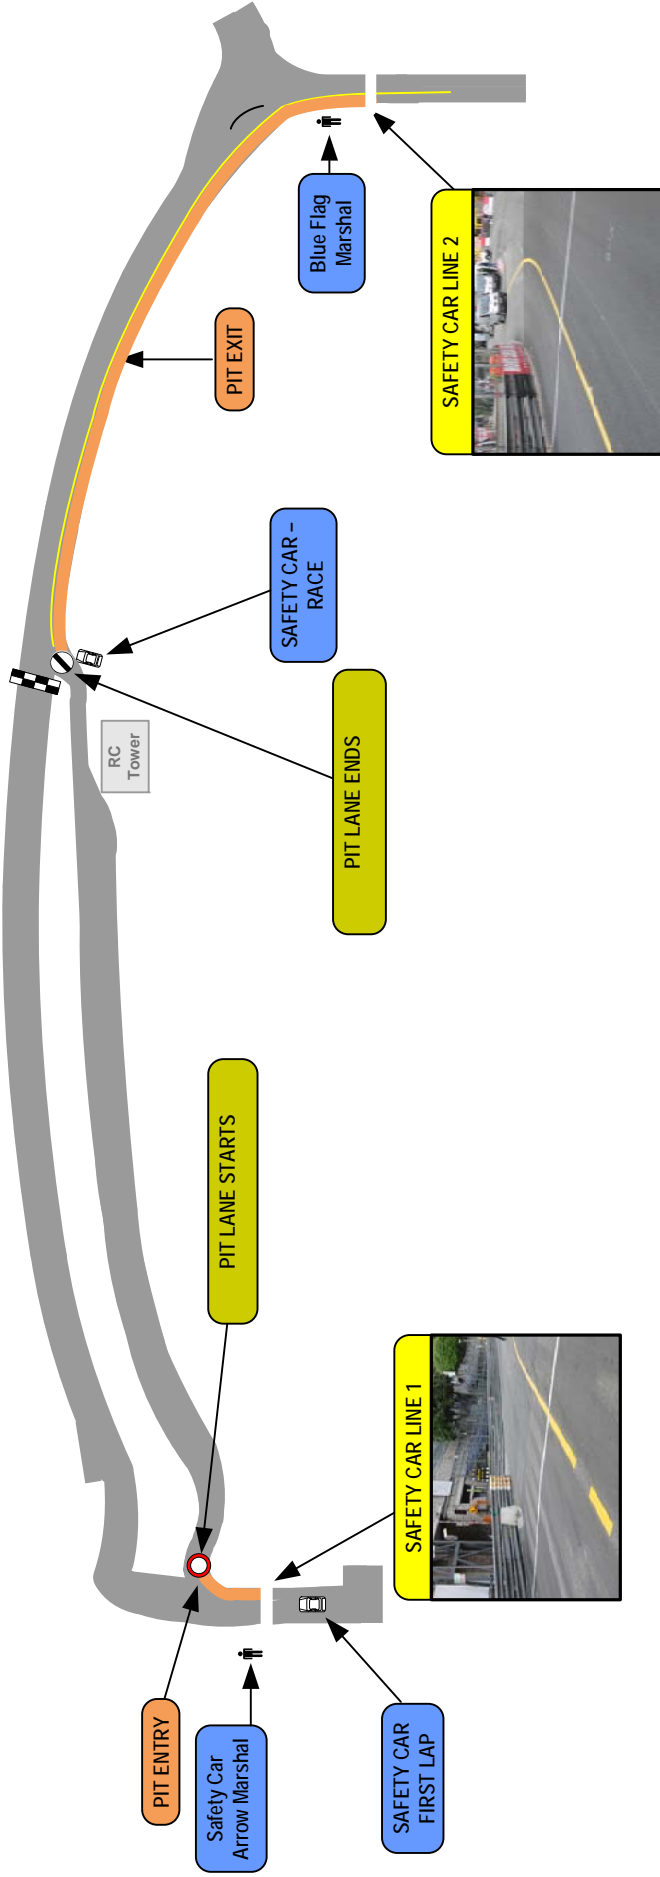 Blue Flag
Marshal
SAFETY CAR LINE 2
PIT EXIT
SAFETY CAR –
RACE
RC
Tower
PIT LANE ENDS
PIT LANE STARTS
SAFETY CAR LINE 1
PIT ENTRY
Safety Car
Arrow Marshal
SAFETY CAR
FIRST LAP